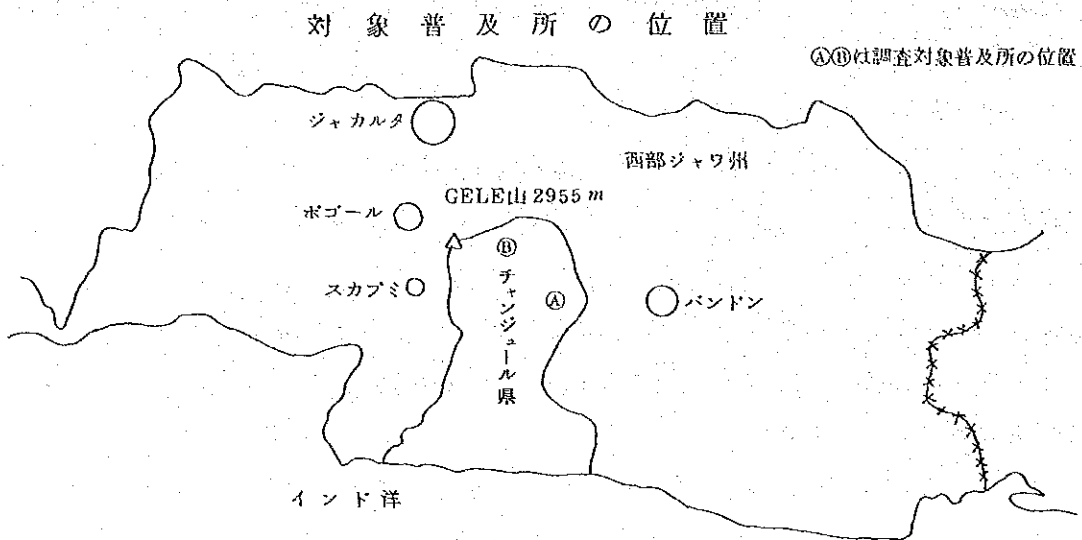 対象普及所の位置
ⒶⒷは調査対象普及所の位置
ジャカルタ
西部ジャワ州
GELE山 2955 m
ボゴール
Ⓑ
チャンジュール県
スカブミ
Ⓐ
バンドン
インド洋